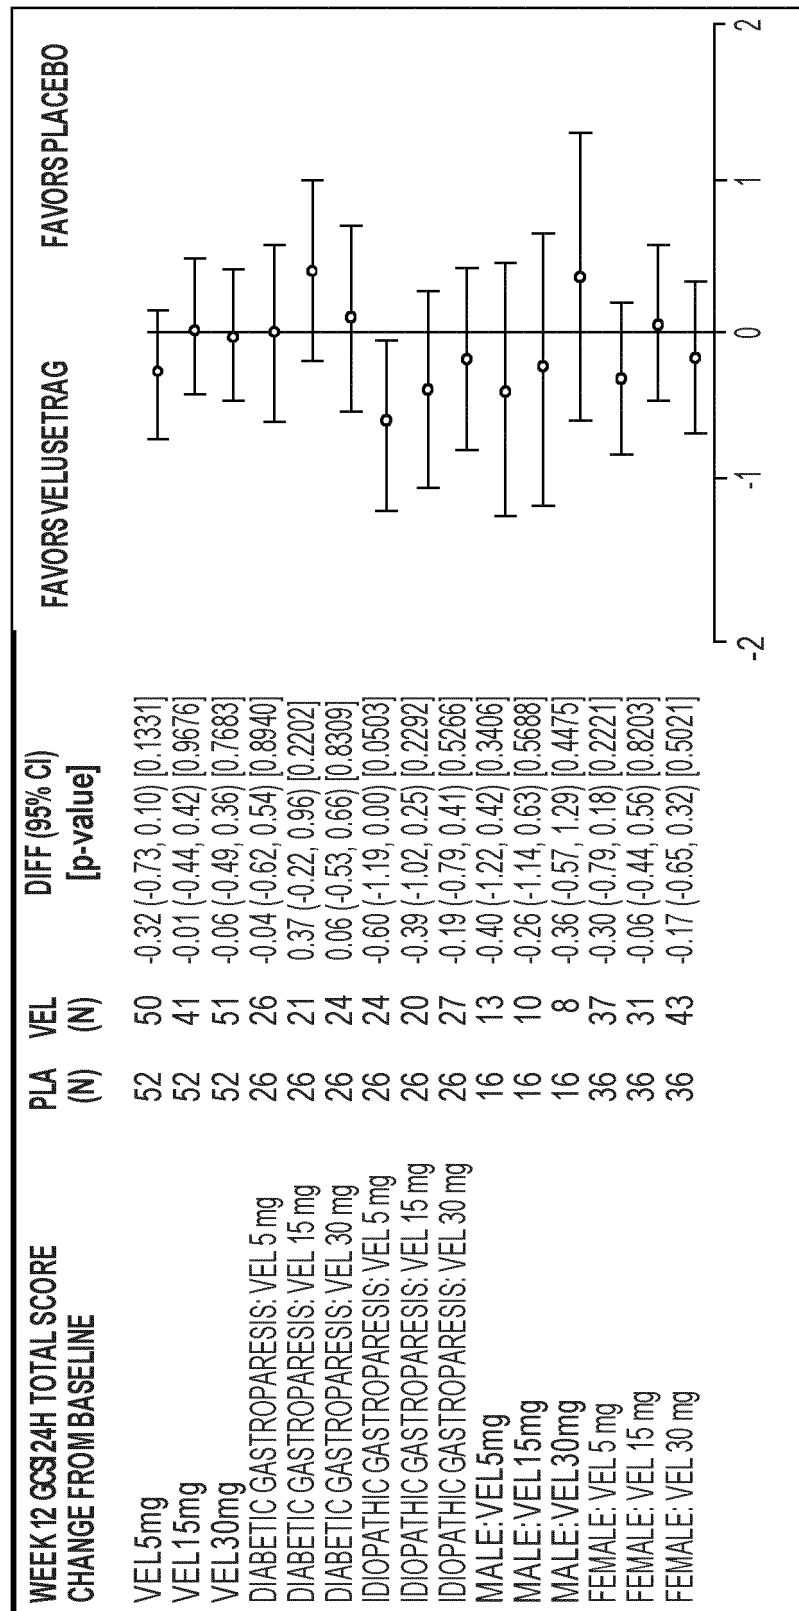 WEEK12 GCSI24H TOTAL SCORE PLA VEL DIFF (95% CI) FAVORSVELUSETRAG FAVORSPLACEBO
CHANGE FROM BASELINE (N) (N) [p-value]
VEL5mg 52 50 -0.32 (-0.73, 0.10) [0.1331]
VEL15mg 52 41 -0.01 (-0.44, 0.42) [0.9676]
VEL30mg 52 51 -0.06 (-0.49, 0.36) [0.7683]
DIABETIC GASTROPARESIS: VEL 5 mg 26 26 -0.04 (-0.62, 0.54) [0.8940]
DIABETIC GASTROPARESIS: VEL 15 mg 26 21 0.37 (-0.22, 0.96) [0.2202]
DIABETIC GASTROPARESIS: VEL 30 mg 26 24 0.06 (-0.53, 0.66) [0.8309]
IDIOPATHIC GASTROPARESIS: VEL 5 mg 26 24 -0.60 (-1.19, 0.00) [0.0503]
IDIOPATHIC GASTROPARESIS: VEL 15 mg 26 20 -0.39 (-1.02, 0.25) [0.2292]
IDIOPATHIC GASTROPARESIS: VEL 30 mg 26 27 -0.19 (-0.79, 0.41) [0.5266]
MALE:VEL5mg 16 13 -0.40 (-1.22, 0.42) [0.3406]
MALE:VEL15mg 16 10 -0.26 (-1.14, 0.63) [0.5688]
MALE:VEL30mg 16 8 -0.36 (-0.57, 1.29) [0.4475]
FEMALE: VEL 5 mg 36 37 -0.30 (-0.79, 0.18) [0.2221]
FEMALE: VEL 15 mg 36 31 -0.06 (-0.44, 0.56) [0.8203]
FEMALE: VEL 30 mg 36 43 -0.17 (-0.65, 0.32) [0.5021]
-2 -1 0 1 2